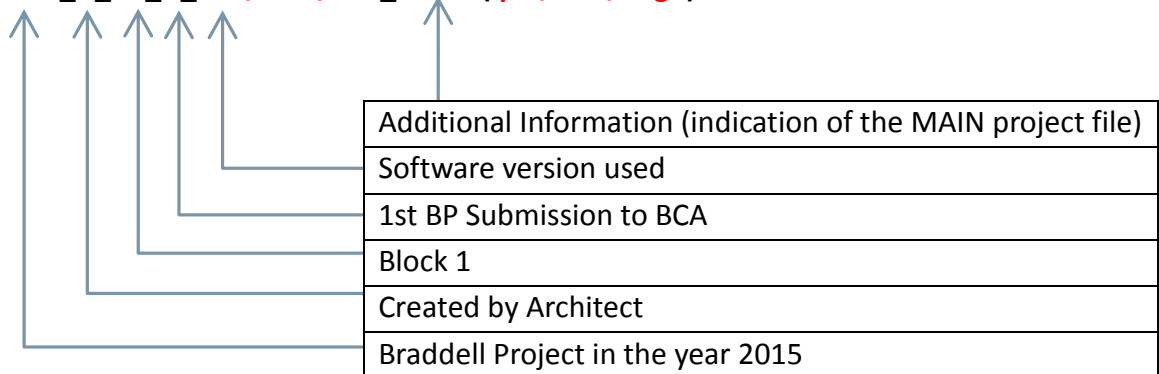 Additional Information (indication of the MAIN project file)
Software version used
1st BP Submission to BCA
Block 1
Created by Architect
Braddell Project in the year 2015